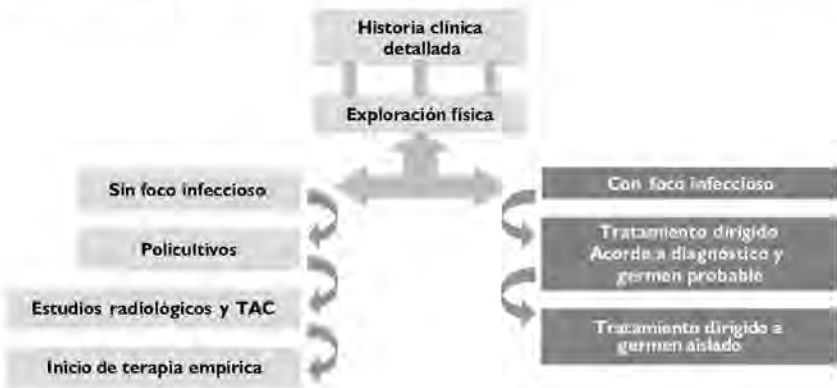 Historia clínica
detallada
Exploración física
Sin foco infeccioso
Policultivos
Estudios radiológicos y TAC
Inicio de terapia empírica
Con foco infeccioso
Tratamiento dirigido
Acorde a diagnóstico y
germen probable
Tratamiento dirigido a
germen aislado